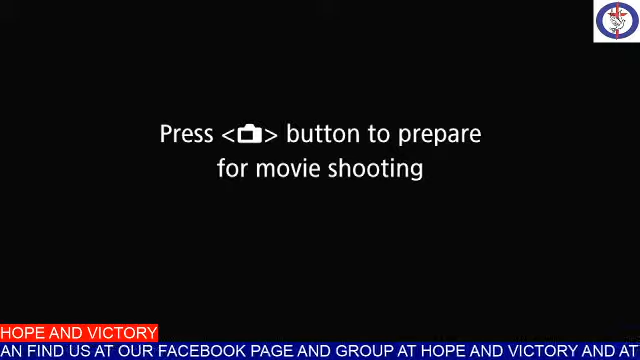 Press < > button to prepare
for movie shooting
HOPE AND VICTORY
AN FIND US AT OUR FACEBOOK PAGE AND GROUP AT HOPE AND VICTORY AND AT